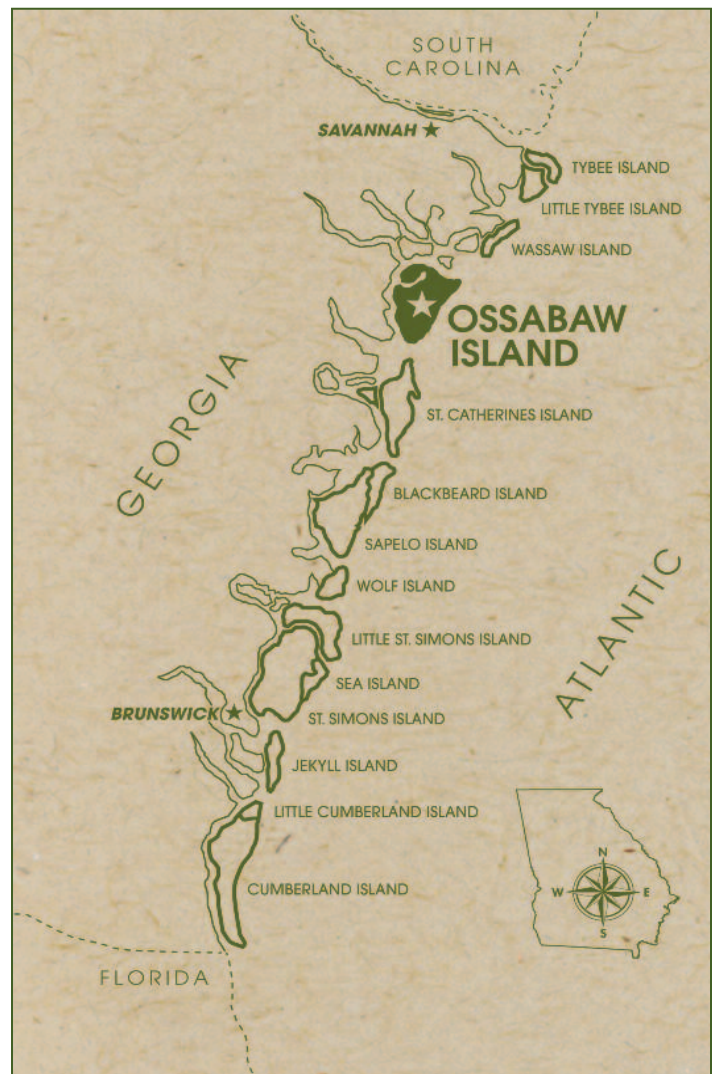 SOUTH
CAROLINA
SAVANNAH
TYBEE ISLAND
LITTLE TYBEE ISLAND
WASSAW ISLAND
OSSABAW
ISLAND
GEORGIA
ST. CATHERINES ISLAND
BLACKBEARD ISLAND
SAPELO ISLAND
WOLF ISLAND
ATLANTIC
LITTLE ST. SIMONS ISLAND
SEA ISLAND
BRUNSWICK
ST. SIMONS ISLAND
JEKYLL ISLAND
LITTLE CUMBERLAND ISLAND
N
W E
S
CUMBERLAND ISLAND
FLORIDA